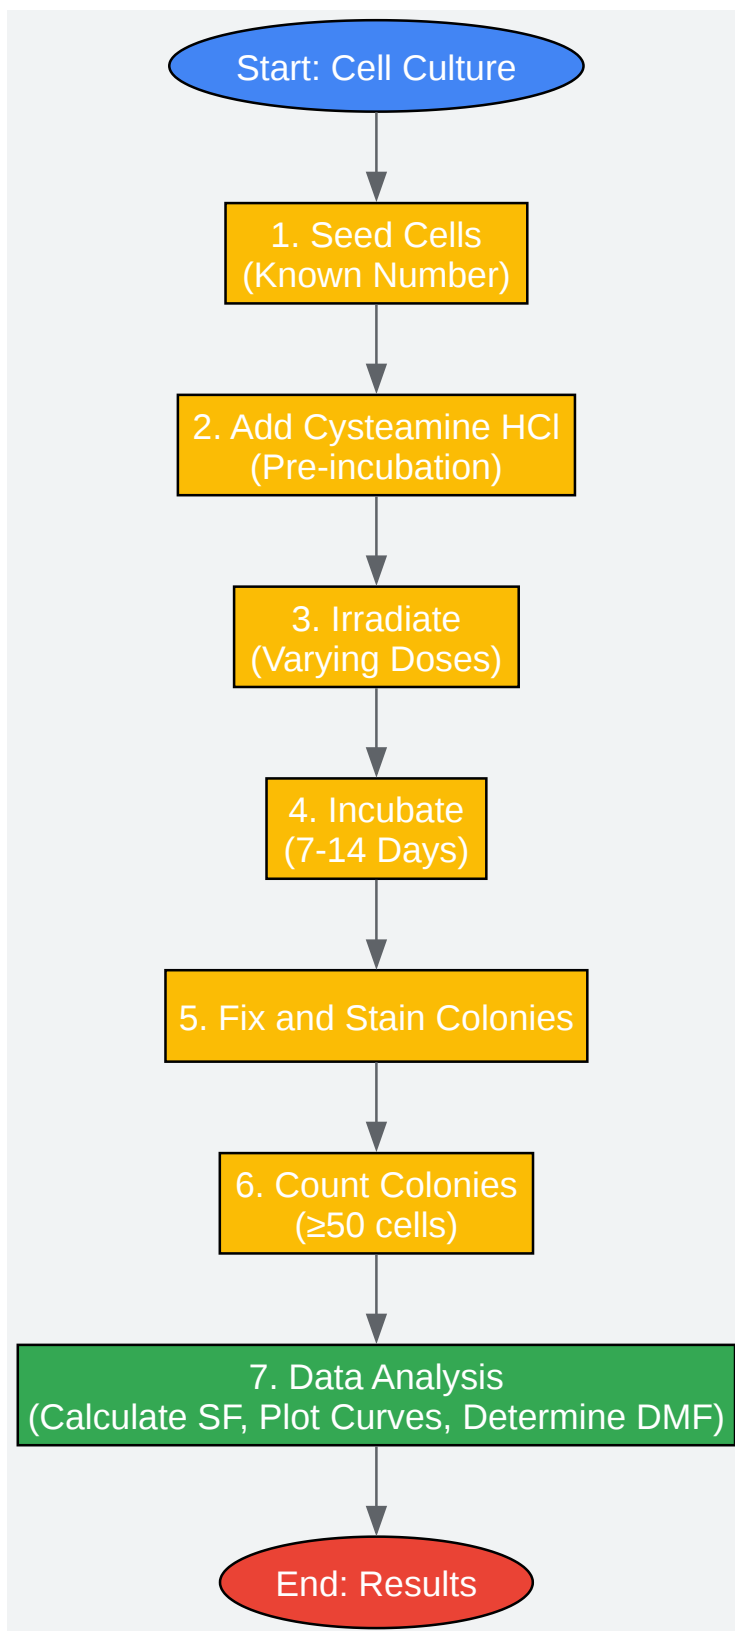 Start: Cell Culture
1. Seed Cells
(Known Number)
2. Add Cysteamine HCl
(Pre-incubation)
3. Irradiate
(Varying Doses)
4. Incubate
(7-14 Days)
5. Fix and Stain Colonies
6. Count Colonies
(≥50 cells)
7. Data Analysis
(Calculate SF, Plot Curves, Determine DMF)
End: Results